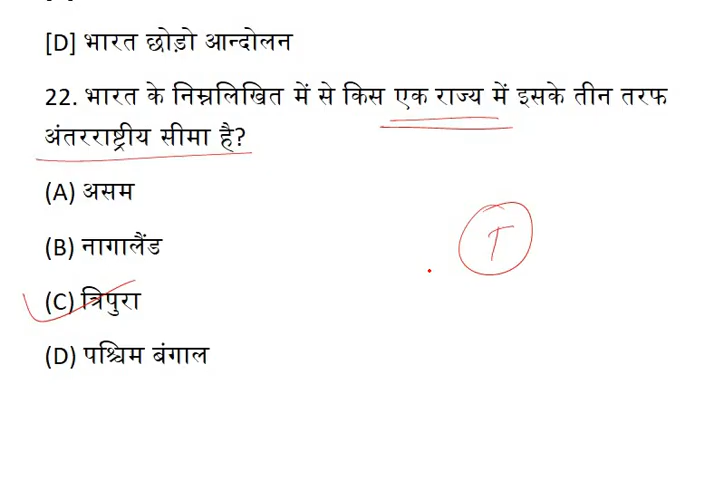 [D] भारत छोड़ो आन्दोलन
22. भारत के निम्नलिखित में से किस एक राज्य में इसके तीन तरफ
अंतरराष्ट्रीय सीमा है?
(A) असम
(B) नागालैंड
T
(C) त्रिपुरा
(D) पश्चिम बंगाल